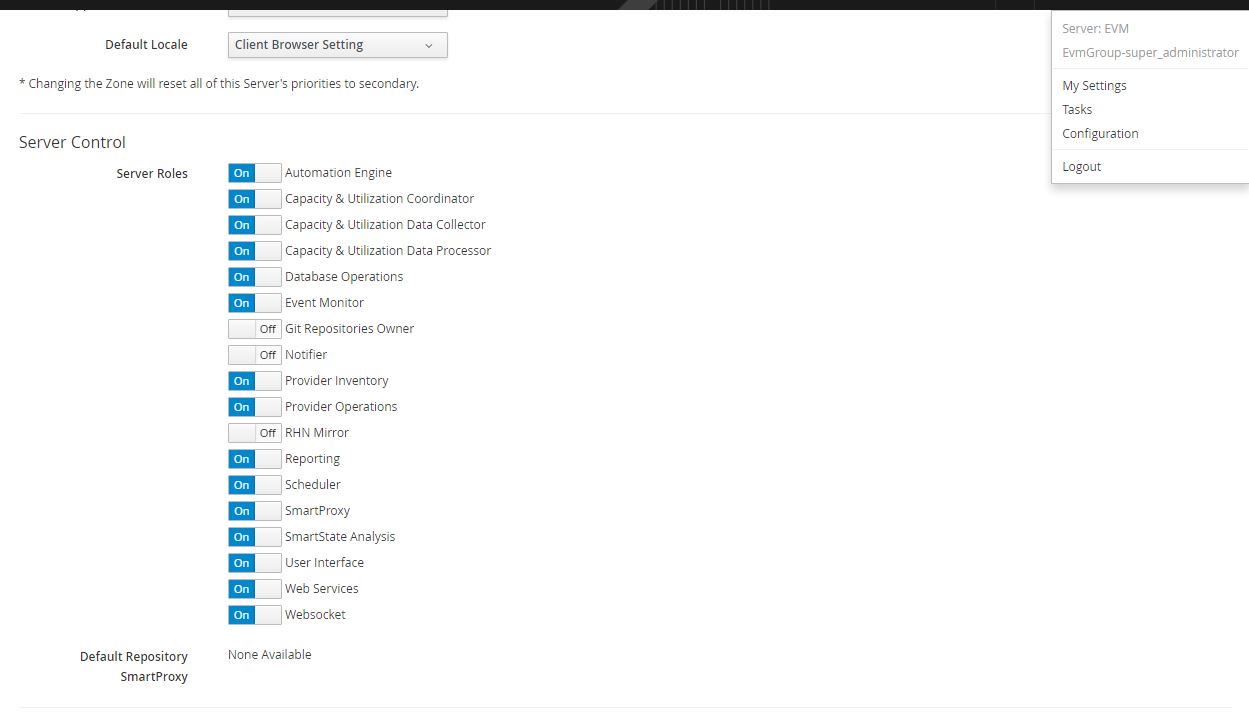 Default Locale Client Browser Setting
* Changing the Zone will reset all of this Server's priorities to secondary.
Server: EVM
EvmGroup-super_administrator
My Settings
Tasks
Configuration
Logout
Server Control
Server Roles On Automation Engine
On Capacity & Utilization Coordinator
On Capacity & Utilization Data Collector
On Capacity & Utilization Data Processor
On Database Operations
On Event Monitor
Off Git Repositories Owner
Off Notifier
On Provider Inventory
On Provider Operations
Off RHN Mirror
On Reporting
On Scheduler
On SmartProxy
On SmartState Analysis
On User Interface
On Web Services
On Websocket
Default Repository None Available
SmartProxy